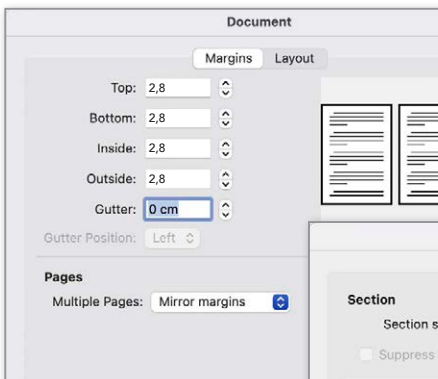 Document
Margins Layout
Top: 2,8
Bottom: 2,8
Inside: 2,8
Outside: 2,8
Gutter: 0 cm
Gutter Position: Left
Pages
Multiple Pages: Mirror margins
Section
Section s
Suppress